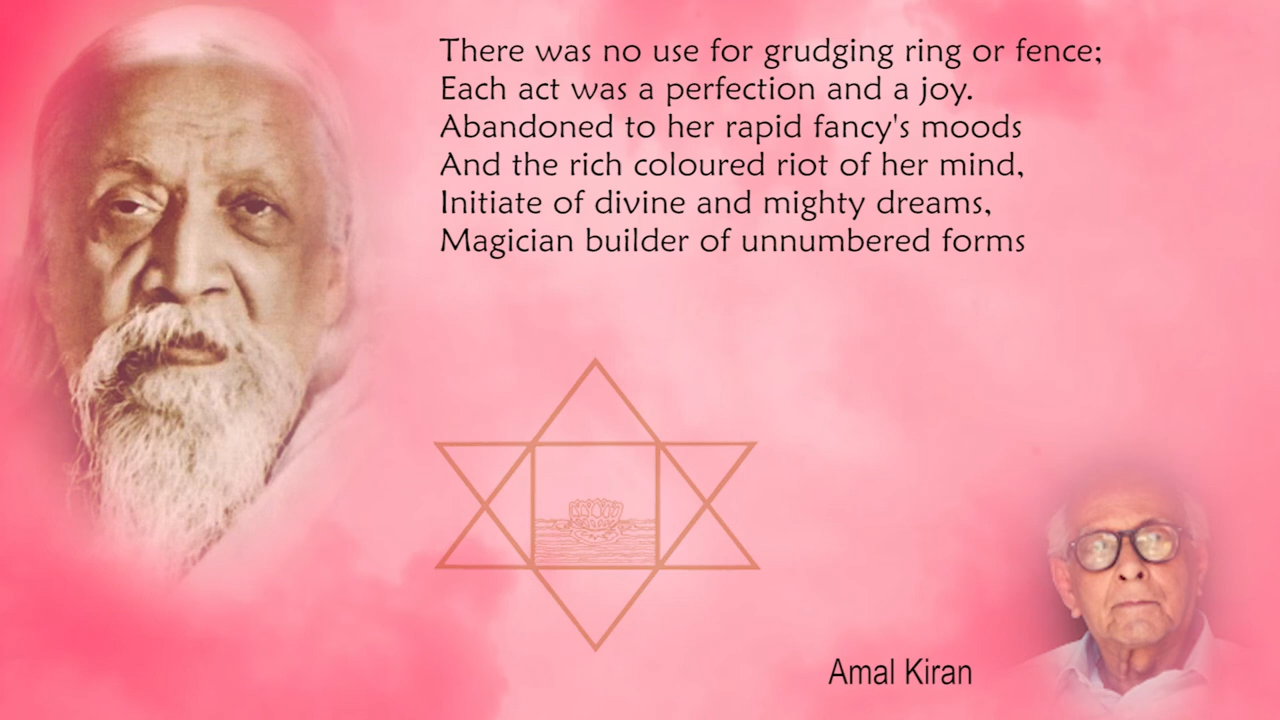 There was no use for grudging ring or fence;
Each act was a perfection and a joy.
Abandoned to her rapid fancy's moods
And the rich coloured riot of her mind,
Initiate of divine and mighty dreams,
Magician builder of unnumbered forms
Amal Kiran